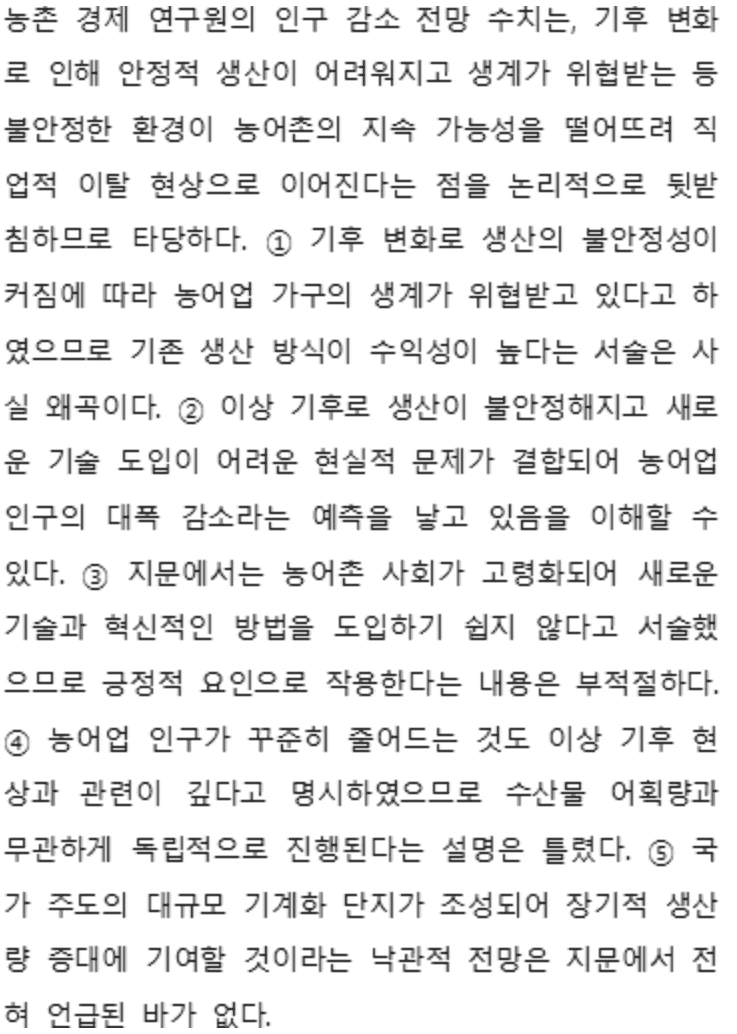 농촌 경제 연구원의 인구 감소 전망 수치는, 기후 변화
로 인해 안정적 생산이 어려워지고 생계가 위협받는 등
불안정한 환경이 농어촌의 지속 가능성을 떨어뜨려 직
업적 이탈 현상으로 이어진다는 점을 논리적으로 뒷받
침하므로 타당하다. ① 기후 변화로 생산의 불안정성이
커짐에 따라 농어업 가구의 생계가 위협받고 있다고 하
였으므로 기존 생산 방식이 수익성이 높다는 서술은 사
실 왜곡이다. ② 이상 기후로 생산이 불안정해지고 새로
운 기술 도입이 어려운 현실적 문제가 결합되어 농어업
인구의 대폭 감소라는 예측을 낳고 있음을 이해할 수
있다. ③ 지문에서는 농어촌 사회가 고령화되어 새로운
기술과 혁신적인 방법을 도입하기 쉽지 않다고 서술했
으므로 긍정적 요인으로 작용한다는 내용은 부적절하다.
④ 농어업 인구가 꾸준히 줄어드는 것도 이상 기후 현
상과 관련이 깊다고 명시하였으므로 수산물 어획량과
무관하게 독립적으로 진행된다는 설명은 틀렸다. ⑤ 국
가 주도의 대규모 기계화 단지가 조성되어 장기적 생산
량 증대에 기여할 것이라는 낙관적 전망은 지문에서 전
혀 언급된 바가 없다.